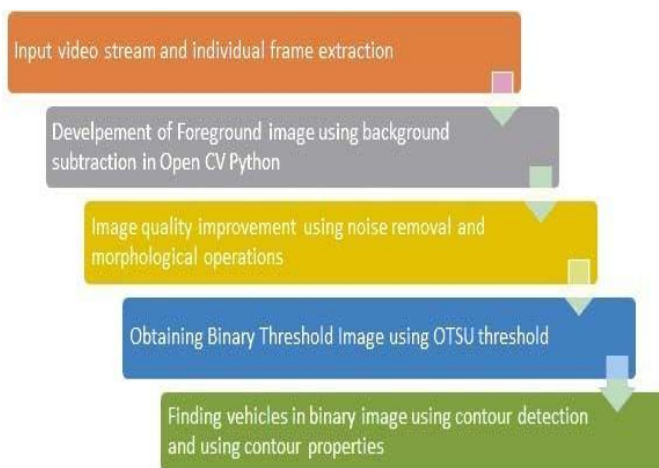 Input video stream and individual frame extraction
Develpement of Foreground image using background
subtraction in Open CV Python
Image quality improvement using noise removal and
morphological operations
Obtaining Binary Threshold Image using OTSU threshold
Finding vehicles in binary image using contour detection
and using contour properties